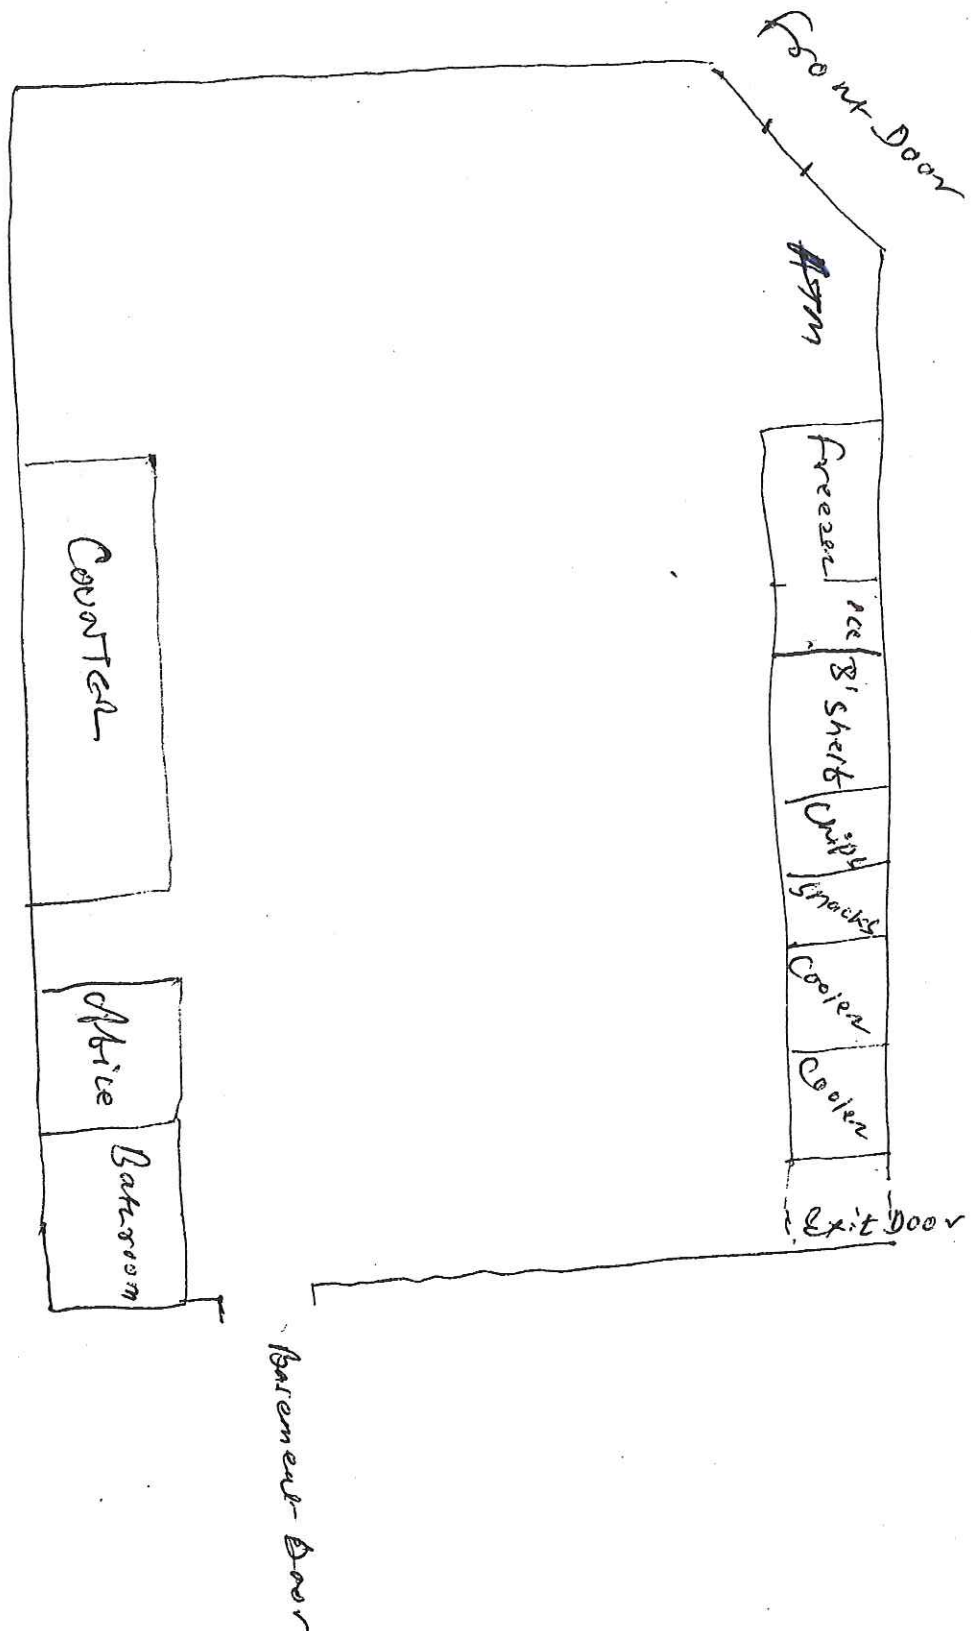 Front Door
ATM
freezer
ice
8' shelf
Chips
Snacks
Cooler
Cooler
Exit Door
COUNTER
Office
Bathroom
Basement Door